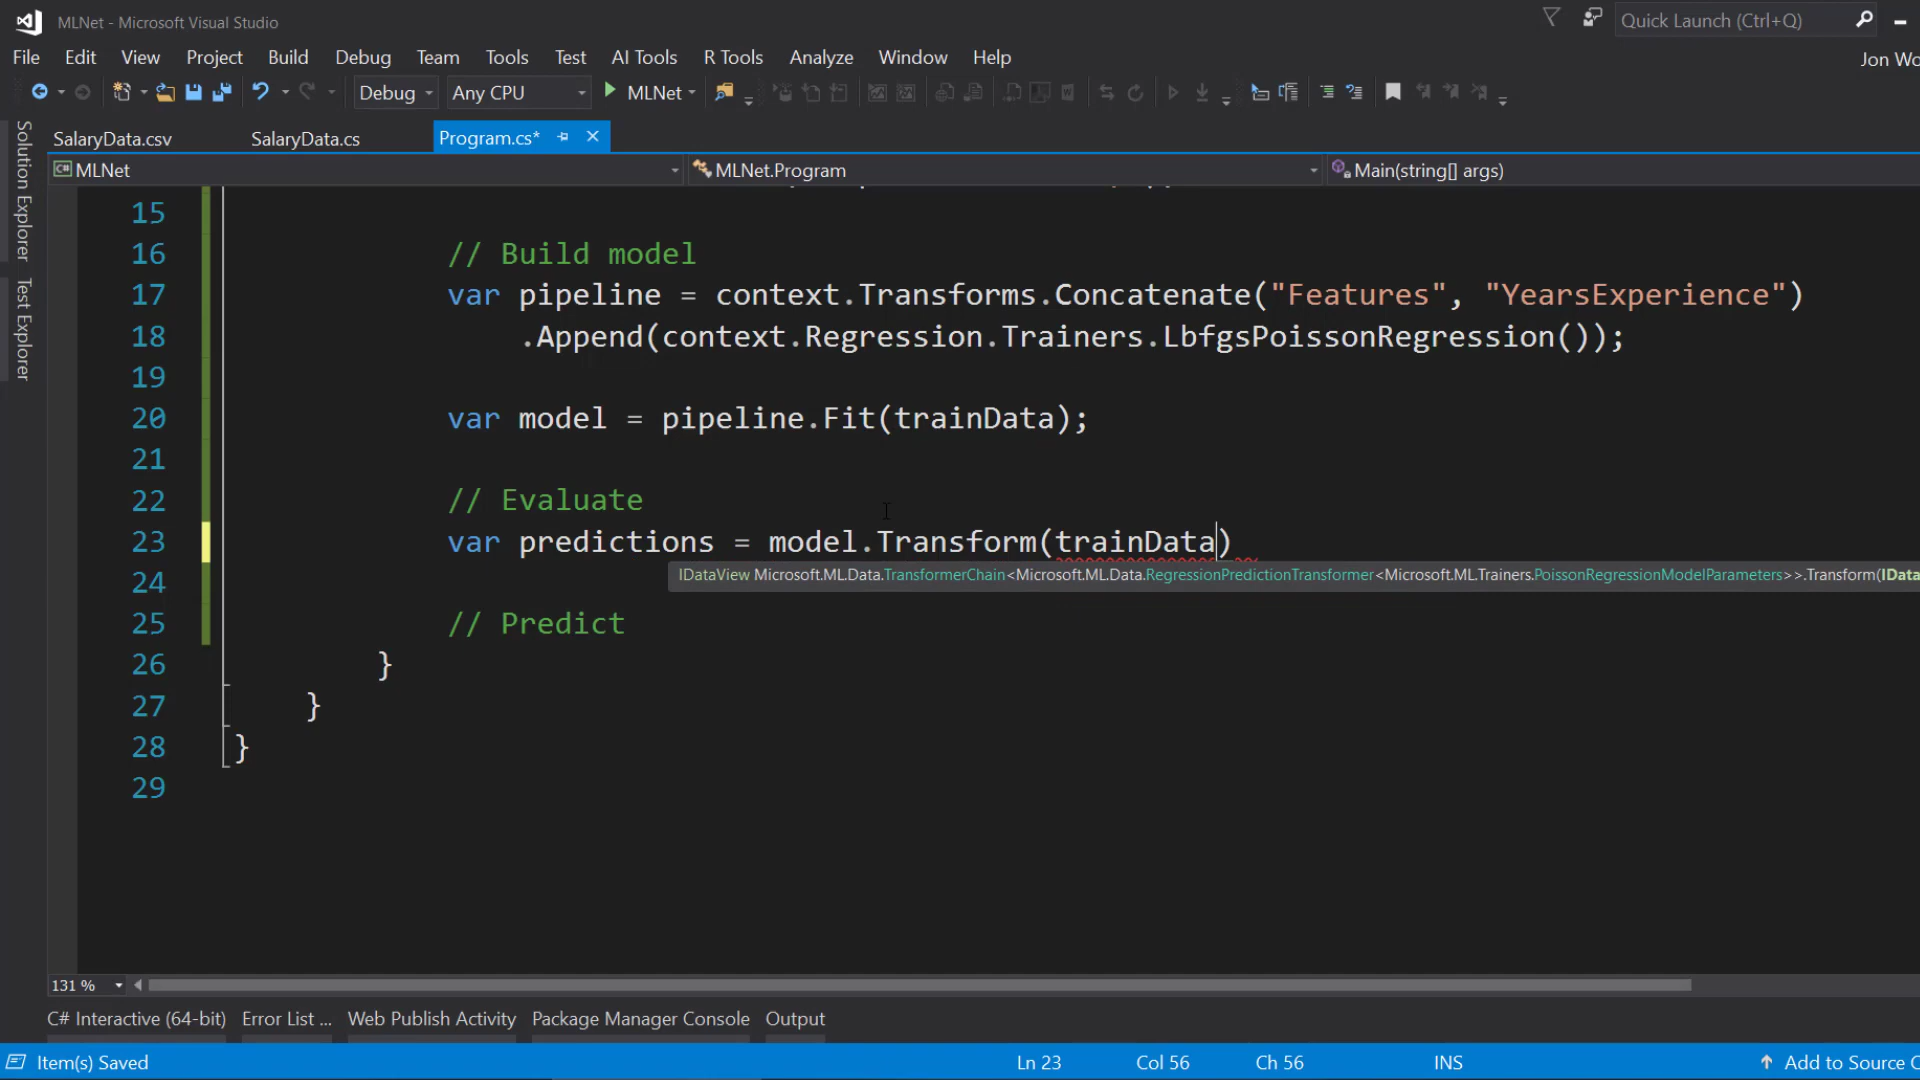 MLNet - Microsoft Visual Studio
Quick Launch (Ctrl+Q)
File Edit View Project Build Debug Team Tools Test AI Tools R Tools Analyze Window Help
Jon Wo
Debug Any CPU MLNet
Solution Explorer
Test Explorer
SalaryData.csv SalaryData.cs Program.cs*
MLNet MLNet.Program Main(string[] args)
15
16 // Build model
17 var pipeline = context.Transforms.Concatenate("Features", "YearsExperience")
18 .Append(context.Regression.Trainers.LbfgsPoissonRegression());
19
20 var model = pipeline.Fit(trainData);
21
22 // Evaluate
23 var predictions = model.Transform(trainData)
IDataView Microsoft.ML.Data.TransformerChain<Microsoft.ML.Data.RegressionPredictionTransformer<Microsoft.ML.Trainers.PoissonRegressionModelParameters>>.Transform(IData
24
25 // Predict
26 }
27 }
28 }
29
131 %
C# Interactive (64-bit) Error List ... Web Publish Activity Package Manager Console Output
Item(s) Saved Ln 23 Col 56 Ch 56 INS Add to Source C